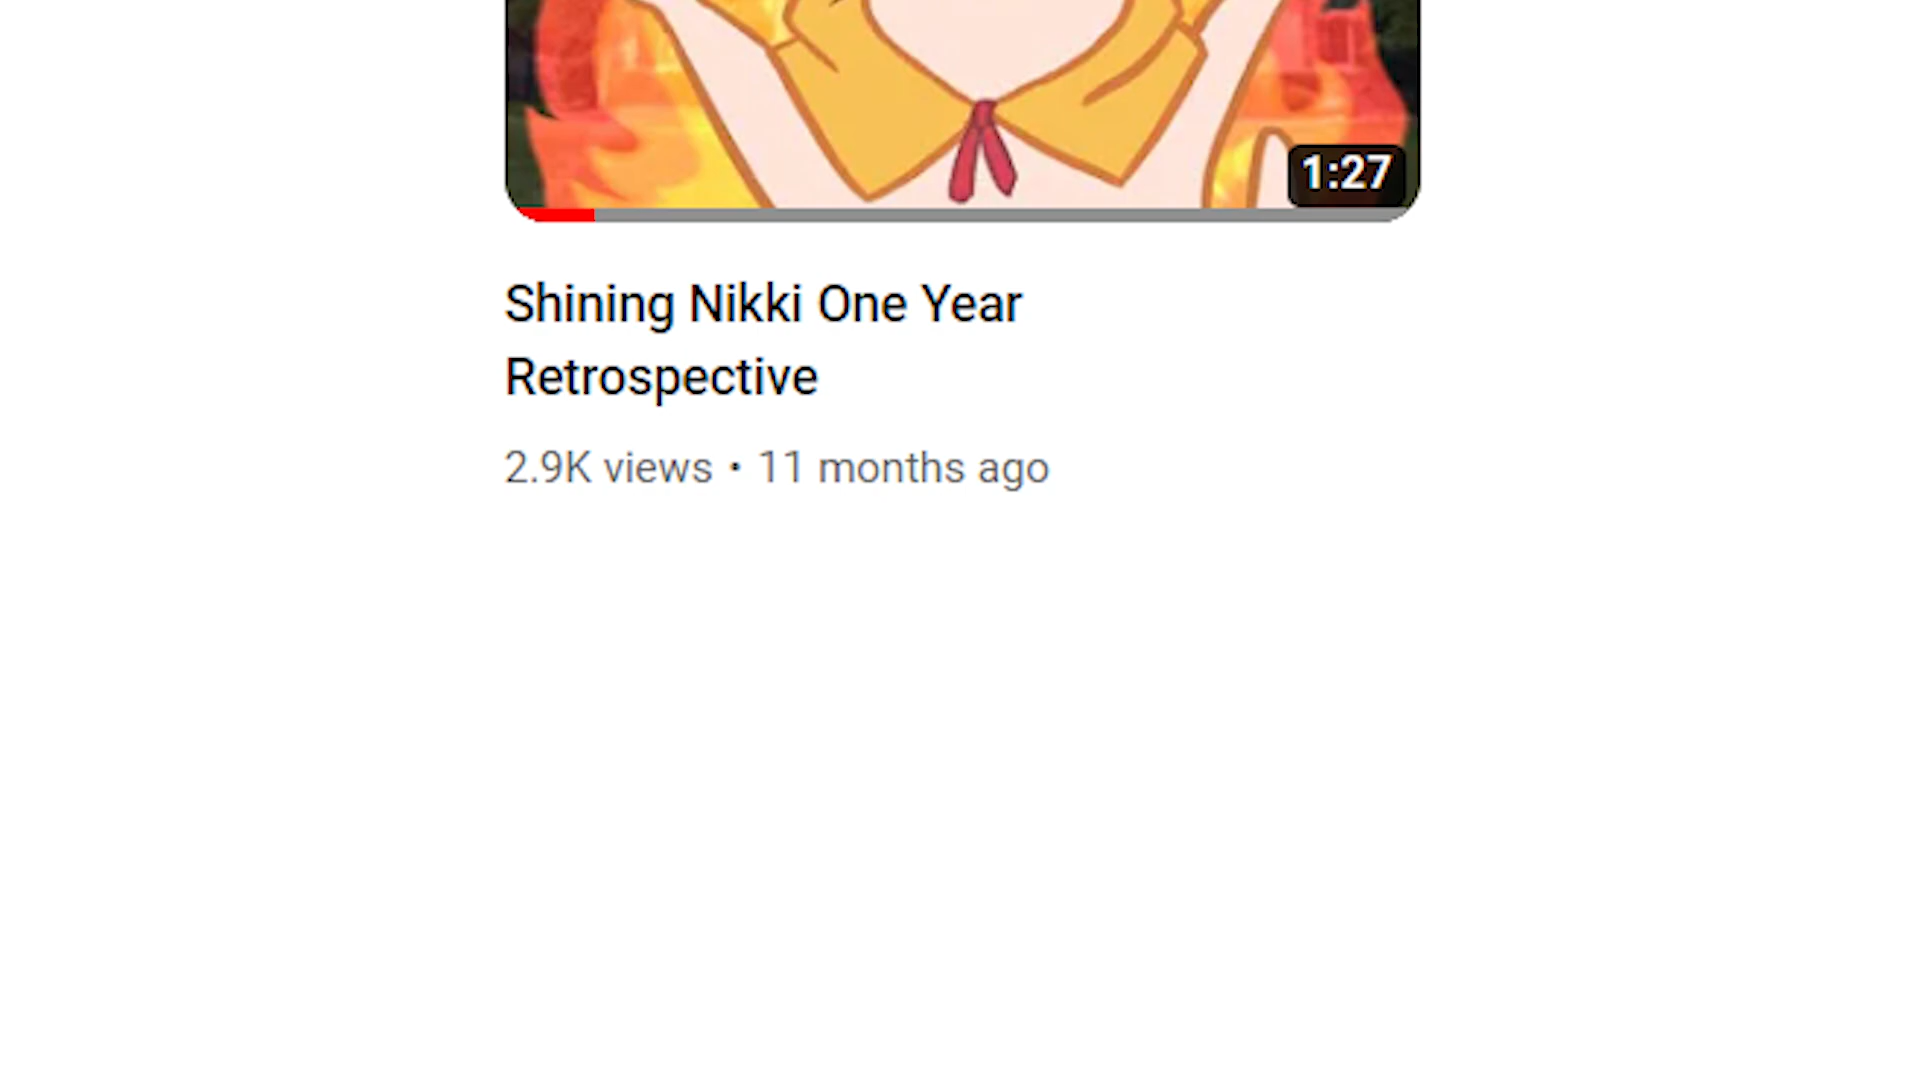 1:27
Shining Nikki One Year
Retrospective
2.9K views • 11 months ago